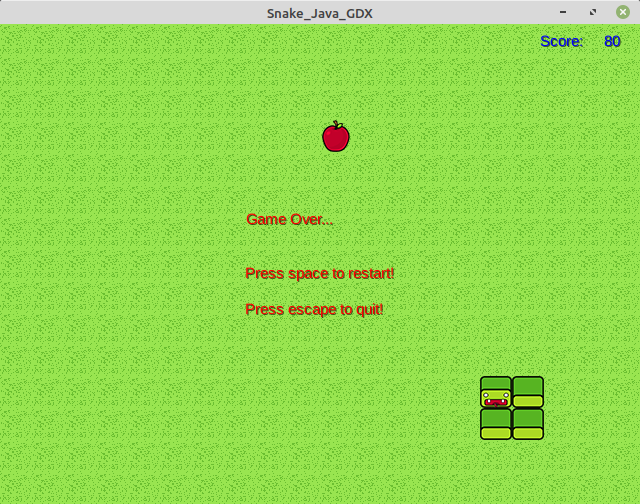 Snake_Java_GDX
Score: 80
Game Over...
Press space to restart!
Press escape to quit!